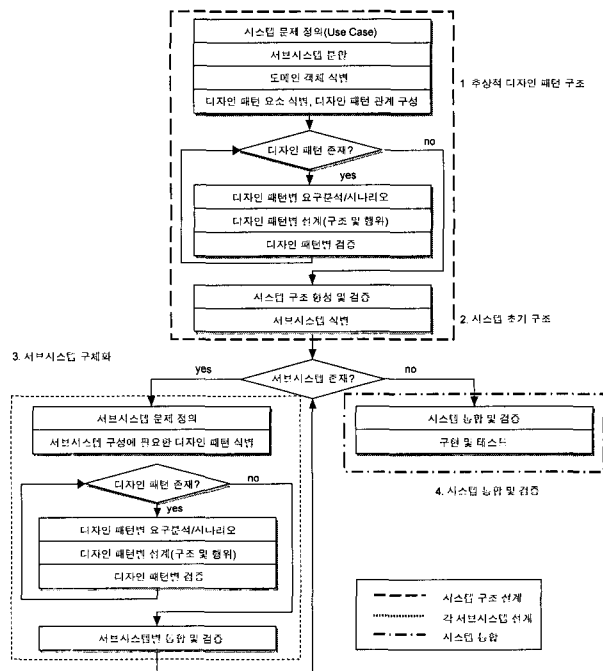 시스템 문제 정의(Use Case)
서브시스템 분할
도메인 객체 식별
디자인 패턴 요소 식별, 디자인 패턴 관계 구성
1. 추상적 디자인 패턴 구조
디자인 패턴 존재?
no
yes
디자인 패턴별 요구분석/시나리오
디자인 패턴별 설계(구조 및 행위)
디자인 패턴별 검증
시스템 구조 형성 및 검증
서브시스템 식별
2. 시스템 초기 구조
3. 서브시스템 구체화
yes
서브시스템 존재?
no
서브시스템 문제 정의
서브시스템 구성에 필요한 디자인 패턴 식별
시스템 통합 및 검증
구현 및 테스트
디자인 패턴 존재?
no
yes
4. 시스템 통합 및 검증
디자인 패턴별 요구분석/시나리오
디자인 패턴별 설계(구조 및 행위)
디자인 패턴별 검증
서브시스템별 통합 및 검증
시스템 구조 설계
각 서브시스템 설계
시스템 통합